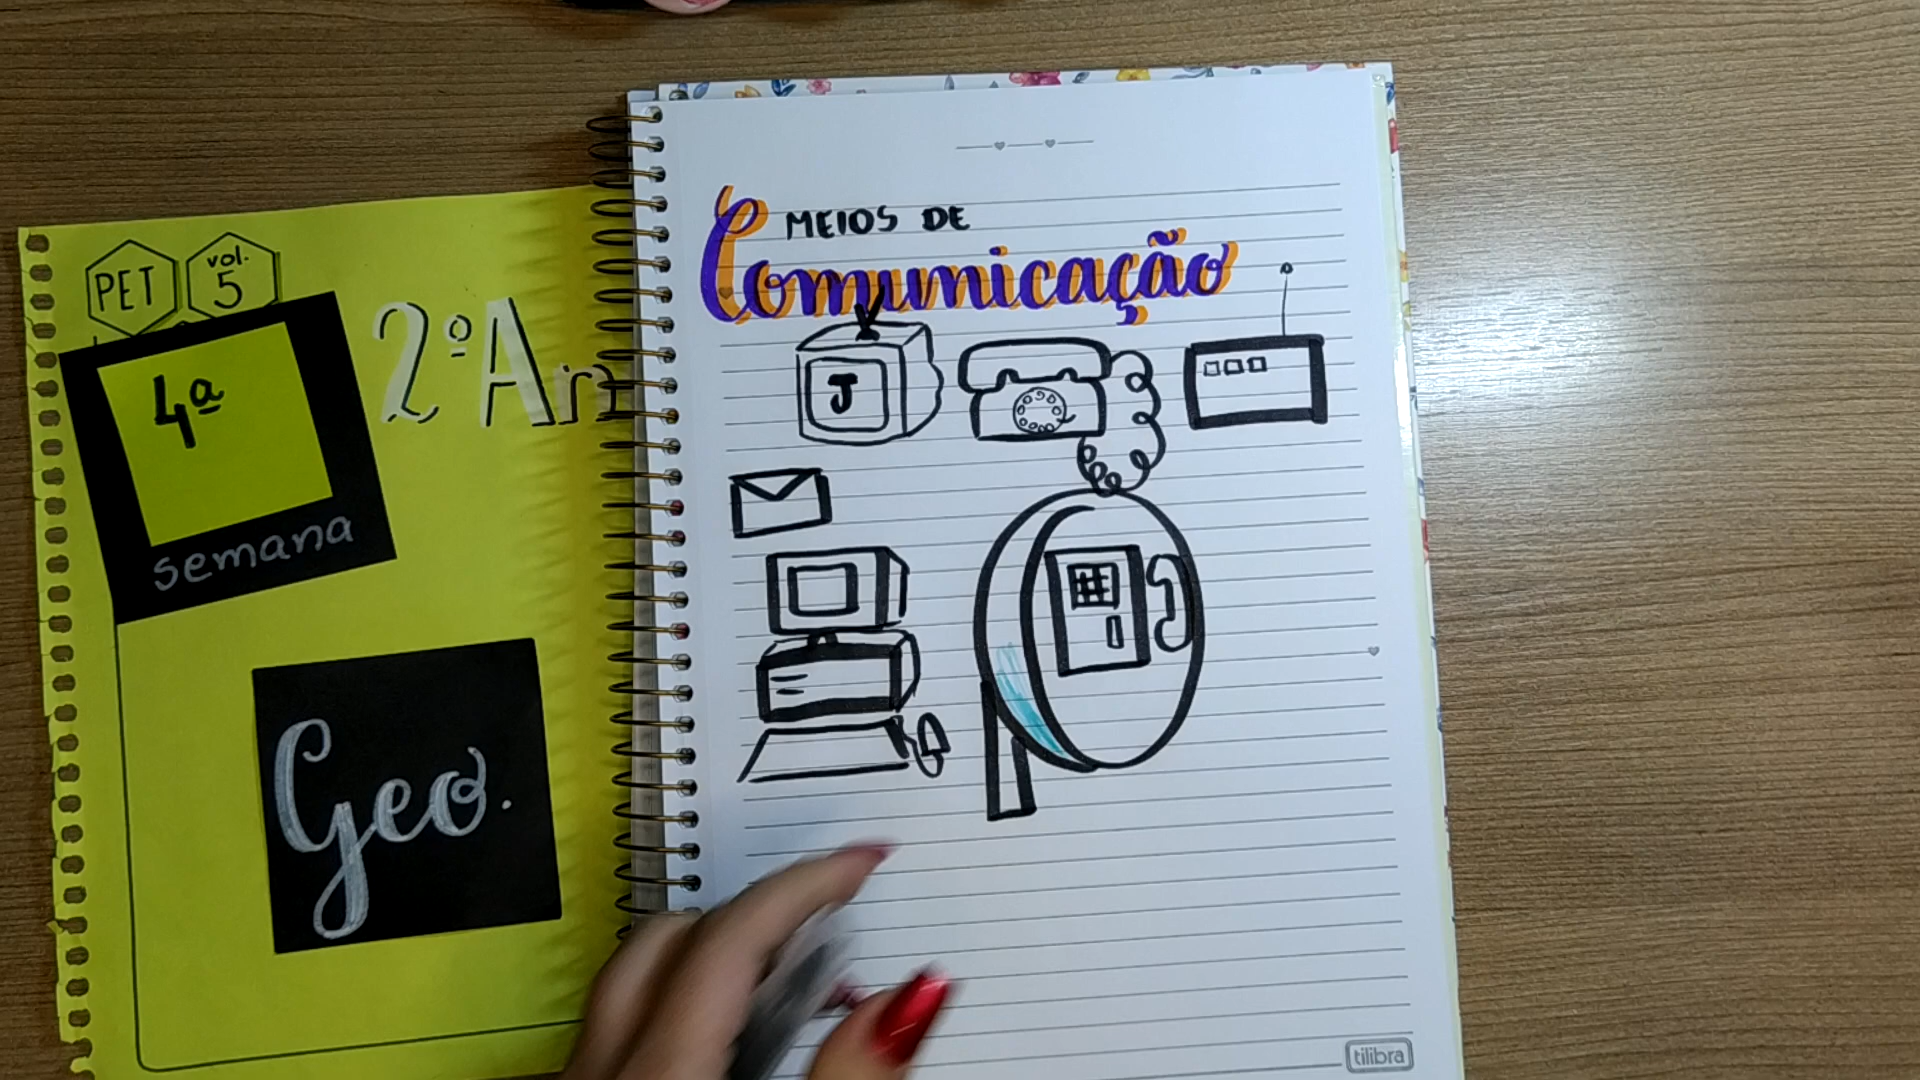 PET
vol.
5
2º An
4ª
semana
Geo.
MEIOS DE
Comunicação
J
tilibra